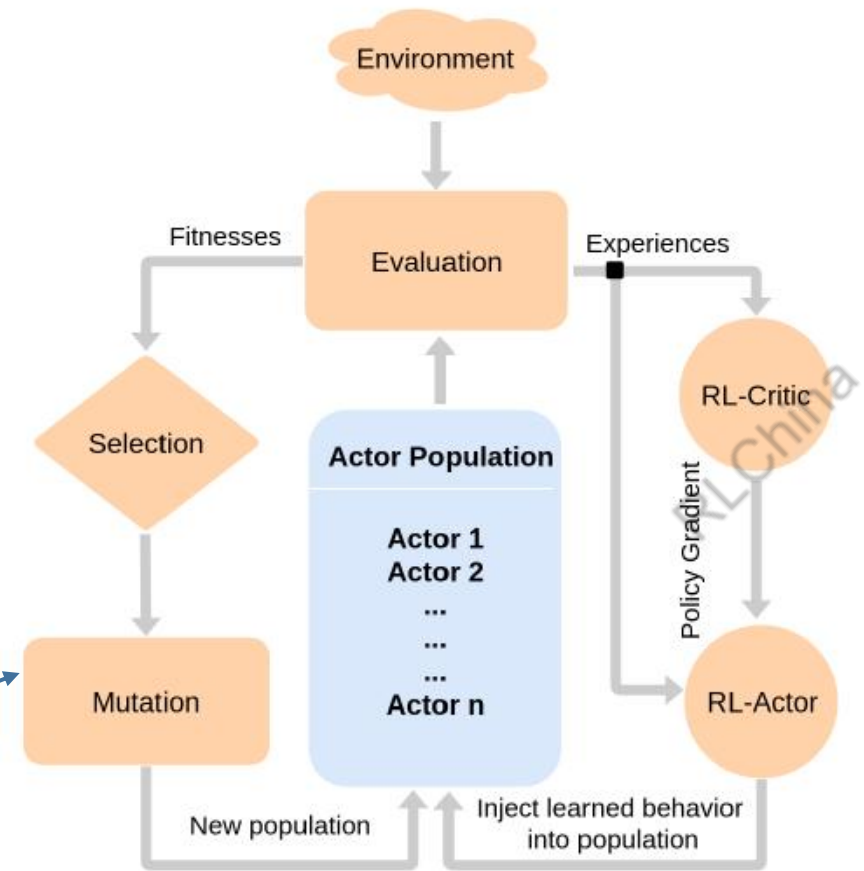 Environment
Fitnesses
Evaluation
Experiences
RL-Critic
Selection
Actor Population
RLChina
Policy Gradient
Actor 1
Actor 2
...
...
...
Actor n
Mutation
RL-Actor
New population
Inject learned behavior
into population